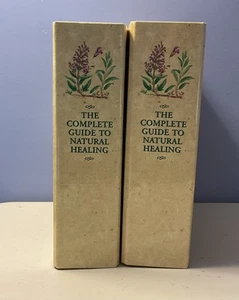 THE
COMPLETE
GUIDE TO
NATURAL
HEALING
THE
COMPLETE
GUIDE TO
NATURAL
HEALING